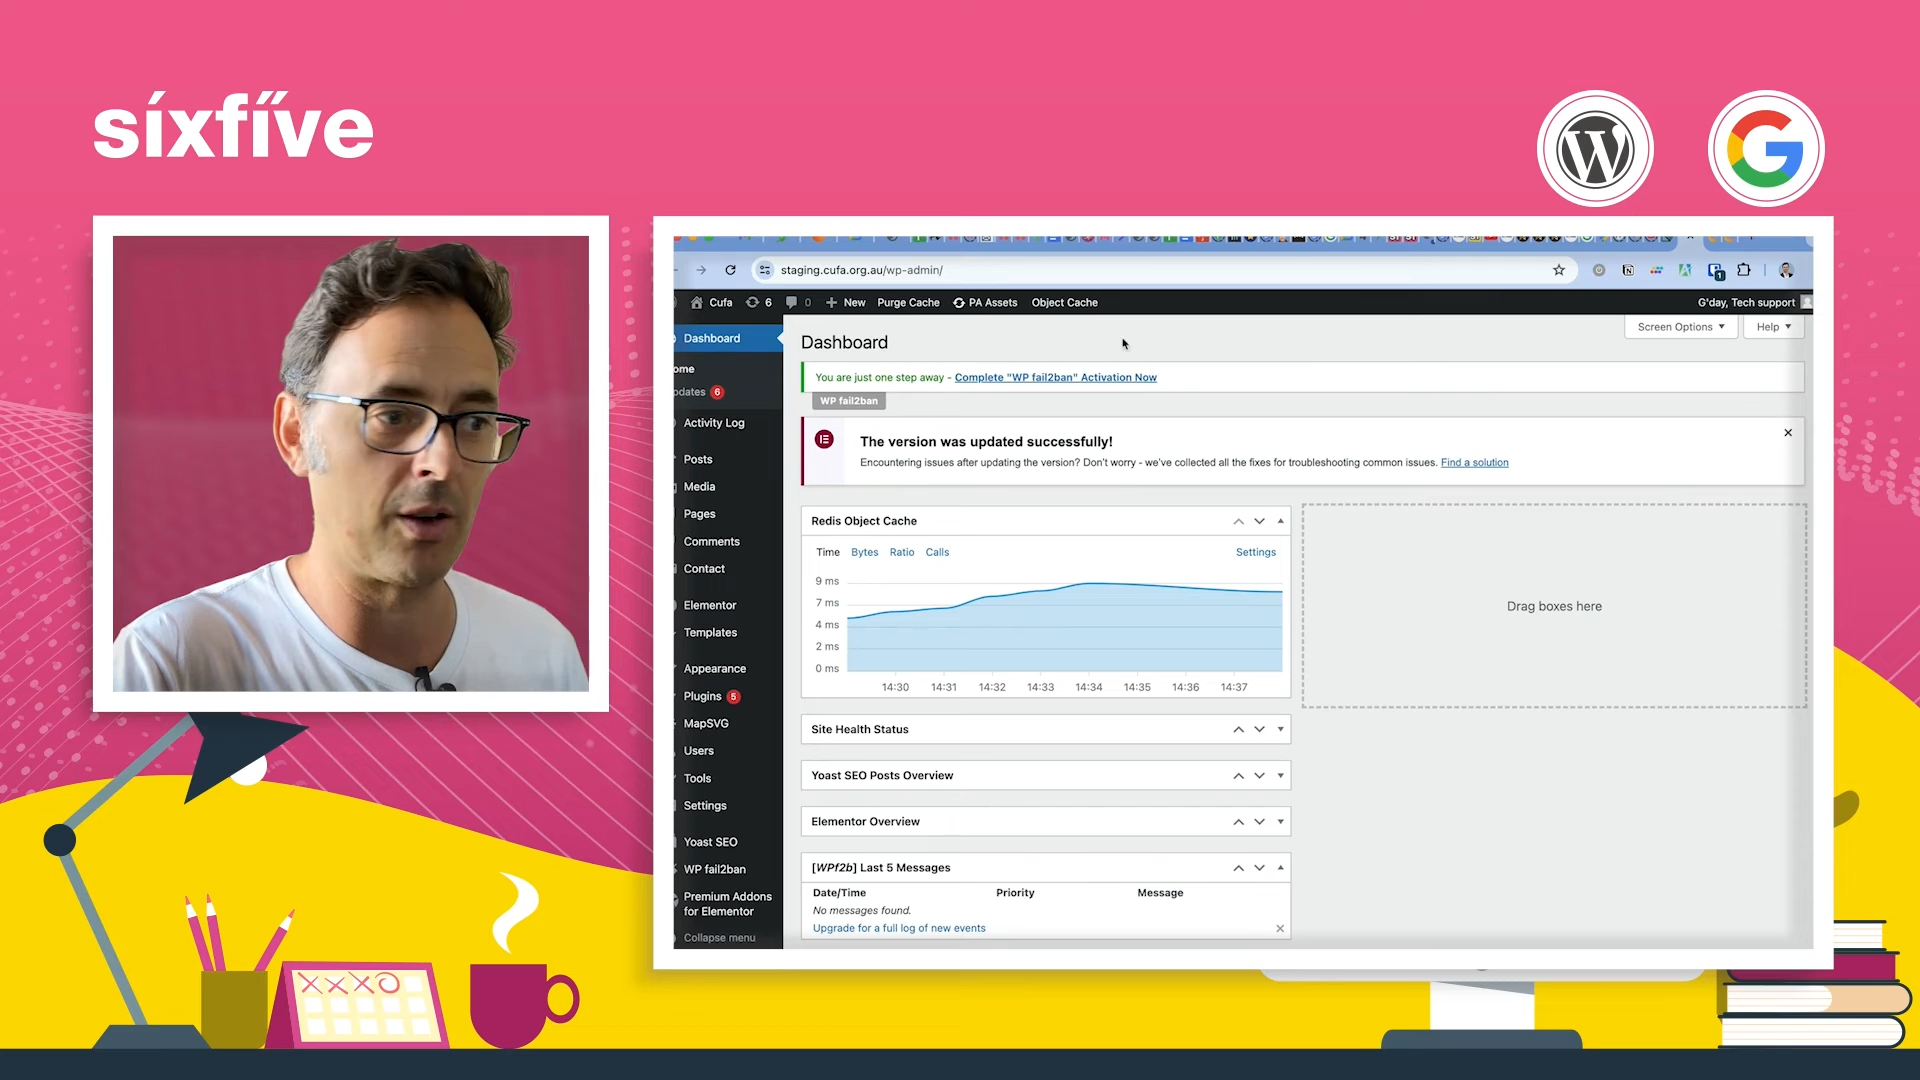 síxfív̋e
staging.cufa.org.au/wp-admin/
Cufa 6 0 New Purge Cache PA Assets Object Cache
G'day, Tech support
Screen Options Help
Dashboard
ome
pdates 6
Activity Log
Posts
Media
Pages
Comments
Contact
Elementor
Templates
Appearance
Plugins 5
MapSVG
Users
Tools
Settings
Yoast SEO
WP fail2ban
Premium Addons
for Elementor
Collapse menu
Dashboard
You are just one step away - Complete "WP fail2ban" Activation Now
WP fail2ban
The version was updated successfully!
Encountering issues after updating the version? Don't worry - we've collected all the fixes for troubleshooting common issues. Find a solution
Redis Object Cache
Time Bytes Ratio Calls Settings
9 ms
7 ms
4 ms
2 ms
0 ms
14:30 14:31 14:32 14:33 14:34 14:35 14:36 14:37
Drag boxes here
Site Health Status
Yoast SEO Posts Overview
Elementor Overview
[WPf2b] Last 5 Messages
Date/Time Priority Message
No messages found.
Upgrade for a full log of new events